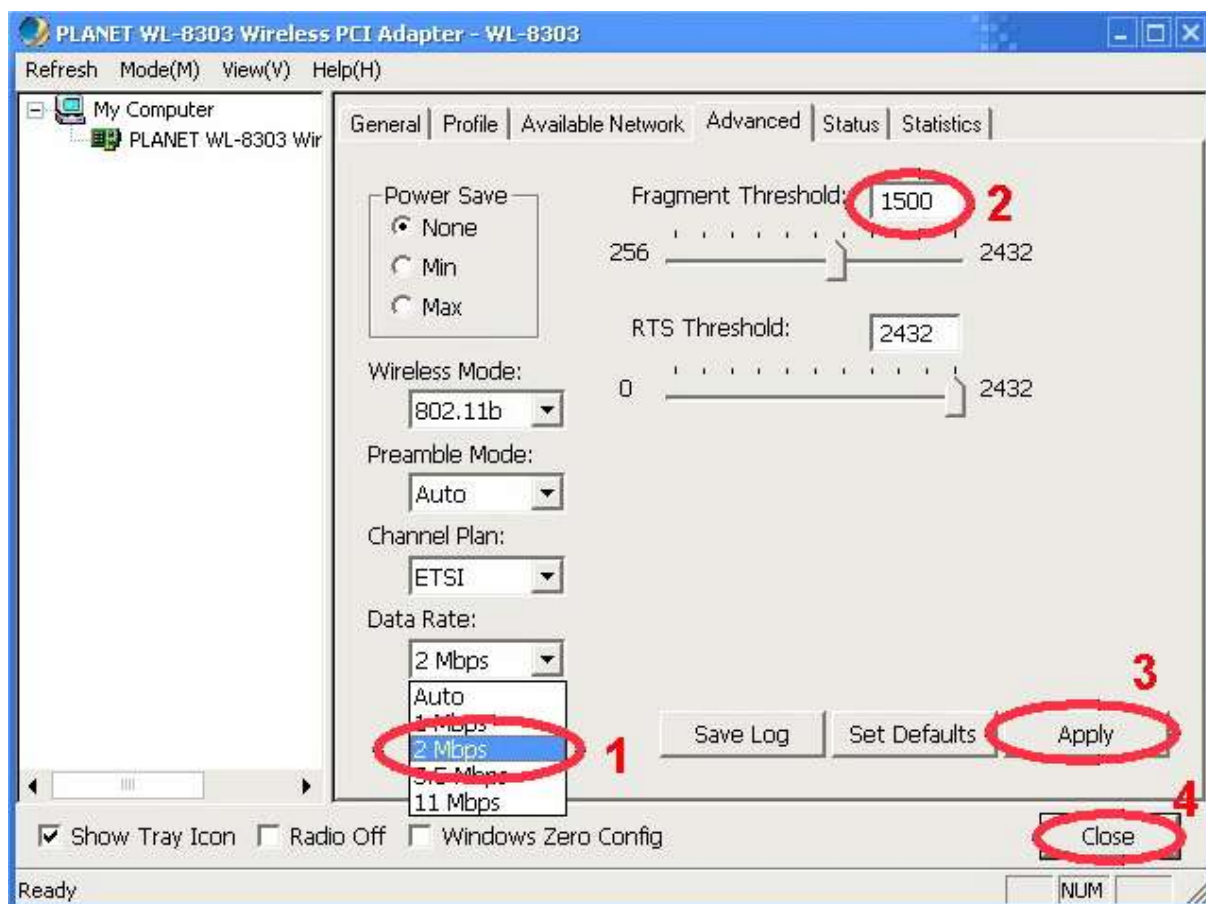 PLANET WL-8303 Wireless PCI Adapter - WL-8303
Refresh Mode(M) View(V) Help(H)
My Computer
PLANET WL-8303 Wir
General Profile Available Network Advanced Status Statistics
Power Save
None
Min
Max
Fragment Threshold: 1500 2
256 2432
RTS Threshold: 2432
0 2432
Wireless Mode:
802.11b
Preamble Mode:
Auto
Channel Plan:
ETSI
Data Rate:
2 Mbps
Auto
1 Mbps
2 Mbps 1
Mbps
11 Mbps
3
Save Log Set Defaults Apply
4
Show Tray Icon Radio Off Windows Zero Config Close
Ready NUM